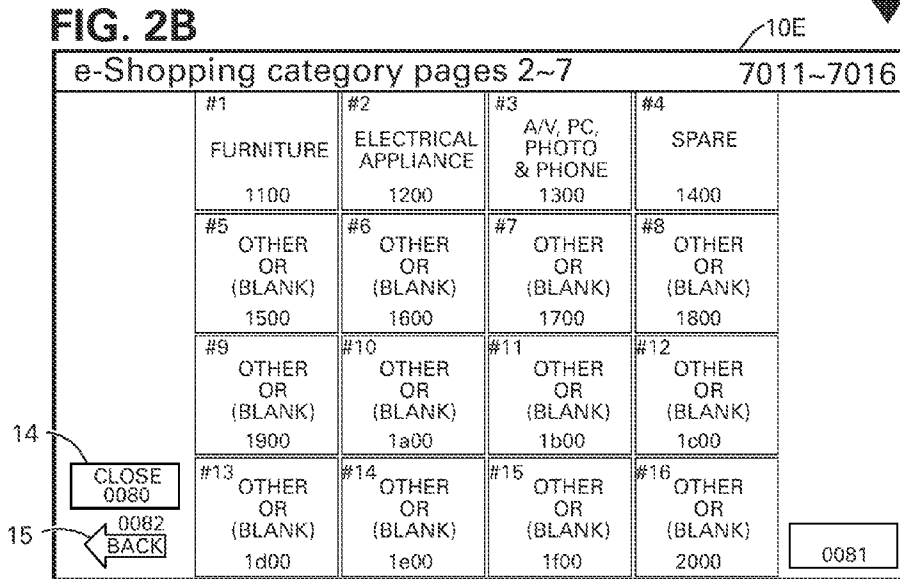 FIG. 2B
10E
e-Shopping category pages 2~7 7011~7016
#1 FURNITURE 1100
#2 ELECTRICAL APPLIANCE 1200
#3 A/V, PC, PHOTO & PHONE 1300
#4 SPARE 1400
#5 OTHER OR (BLANK) 1500
#6 OTHER OR (BLANK) 1600
#7 OTHER OR (BLANK) 1700
#8 OTHER OR (BLANK) 1800
#9 OTHER OR (BLANK) 1900
#10 OTHER OR (BLANK) 1a00
#11 OTHER OR (BLANK) 1b00
#12 OTHER OR (BLANK) 1c00
14
CLOSE
0080
#13 OTHER OR (BLANK) 1d00
#14 OTHER OR (BLANK) 1e00
#15 OTHER OR (BLANK) 1f00
#16 OTHER OR (BLANK) 2000
15
0082
BACK
0081